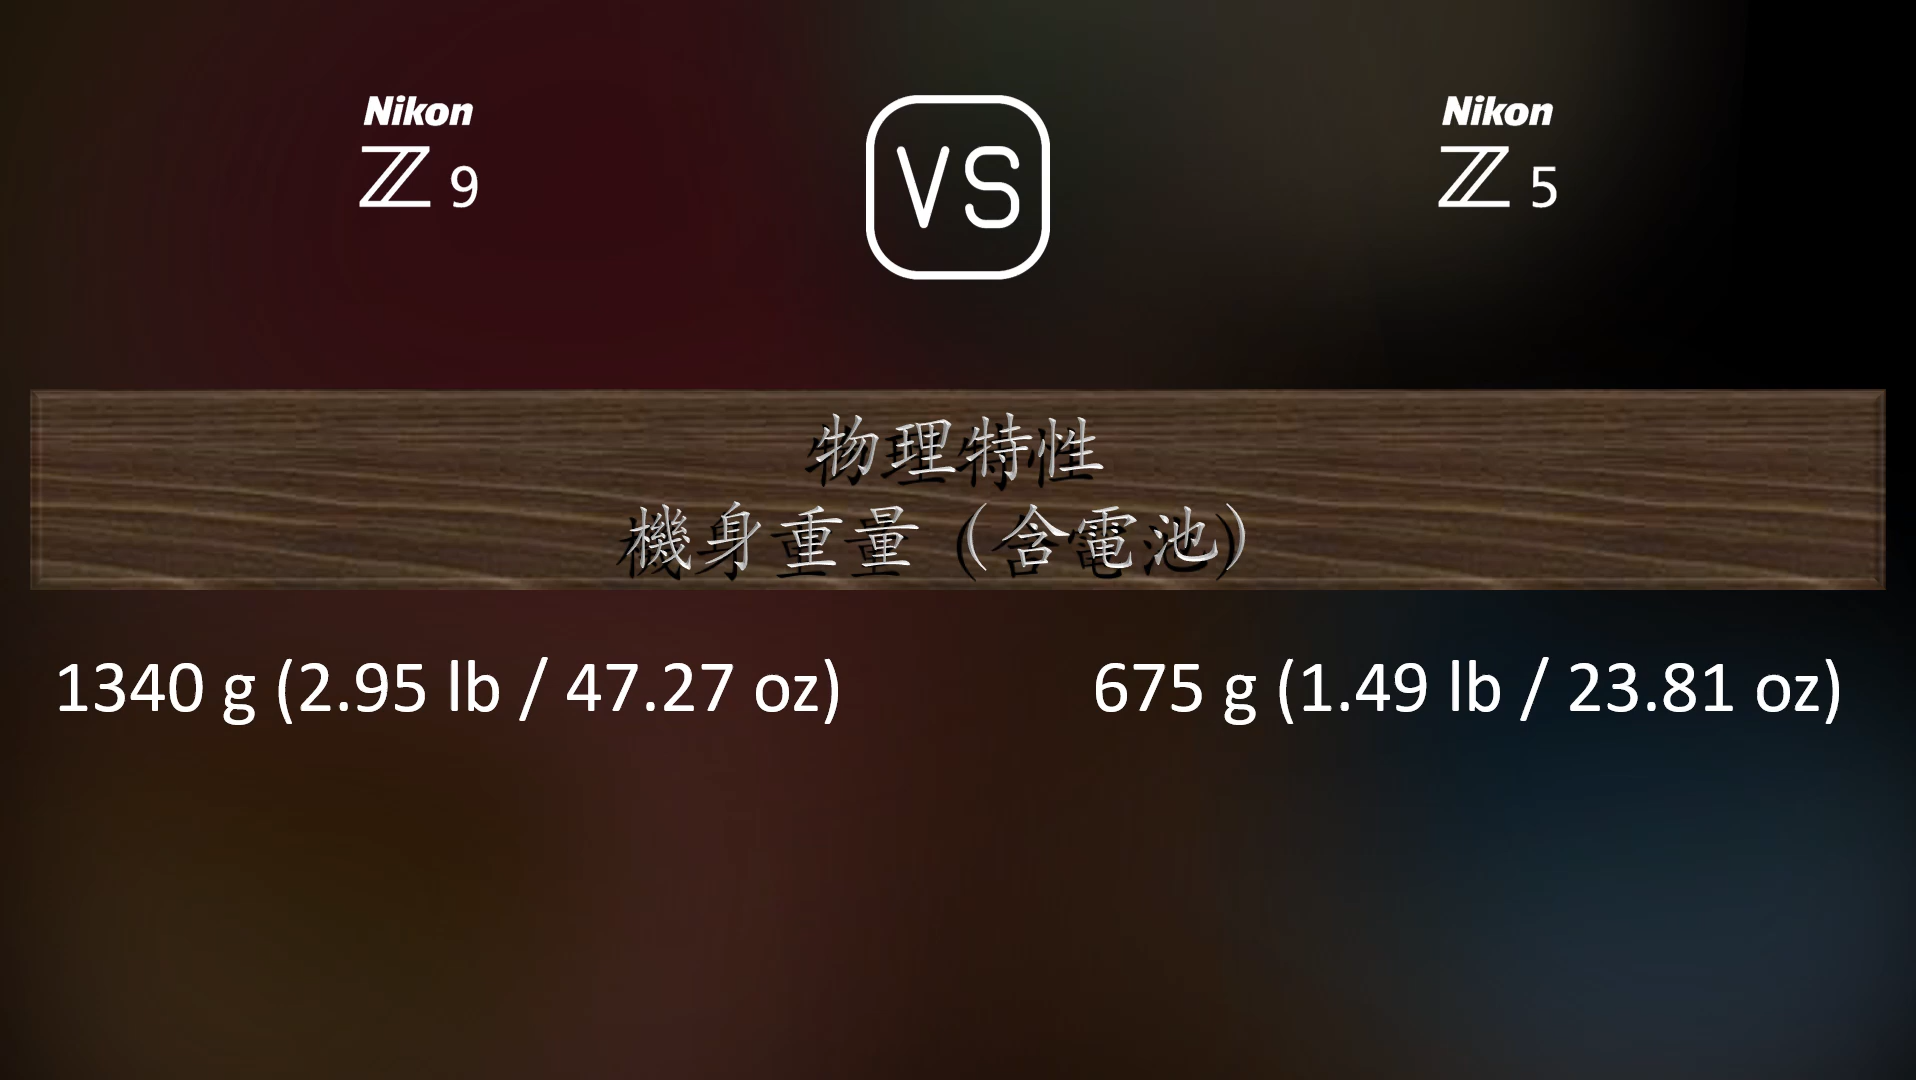 Nikon
Z 9
VS
Nikon
Z 5
物理特性
機身重量（含電池）
1340 g (2.95 lb / 47.27 oz)
675 g (1.49 lb / 23.81 oz)